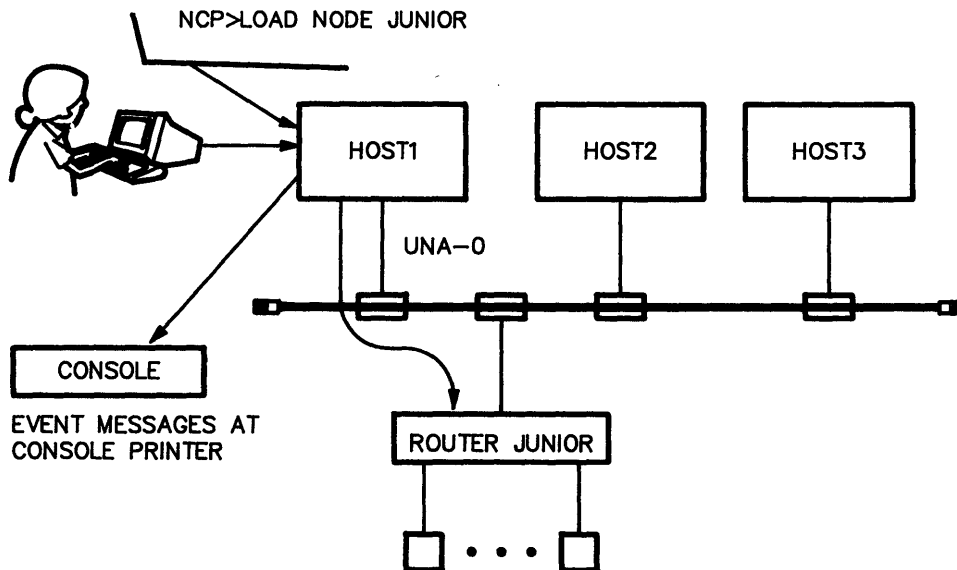 NCP>LOAD NODE JUNIOR
HOST1
HOST2
HOST3
UNA-0
CONSOLE
EVENT MESSAGES AT
CONSOLE PRINTER
ROUTER JUNIOR